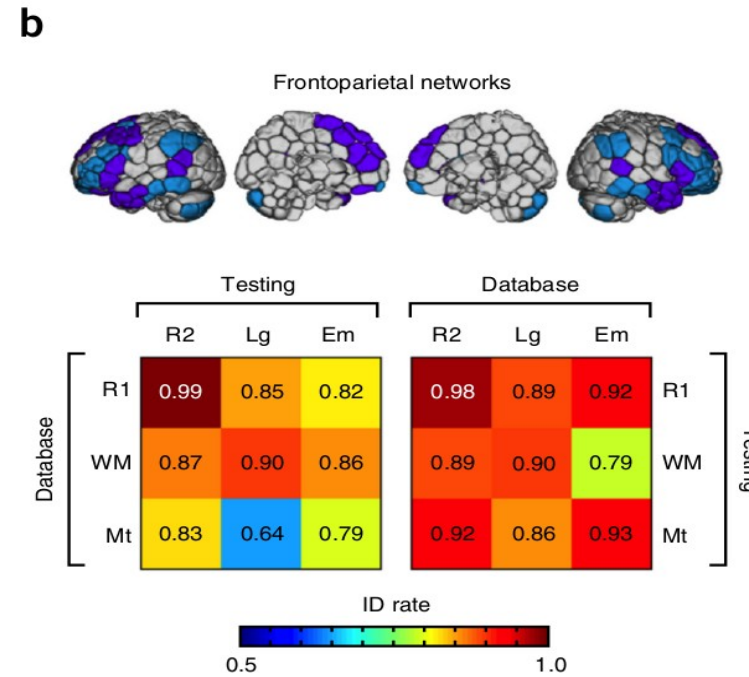 b
Frontoparietal networks
Testing Database
R2 Lg Em R2 Lg Em
Database
R1 0.99 0.85 0.82 0.98 0.89 0.92 R1
WM 0.87 0.90 0.86 0.89 0.90 0.79 WM
Mt 0.83 0.64 0.79 0.92 0.86 0.93 Mt
ID rate
0.5 1.0